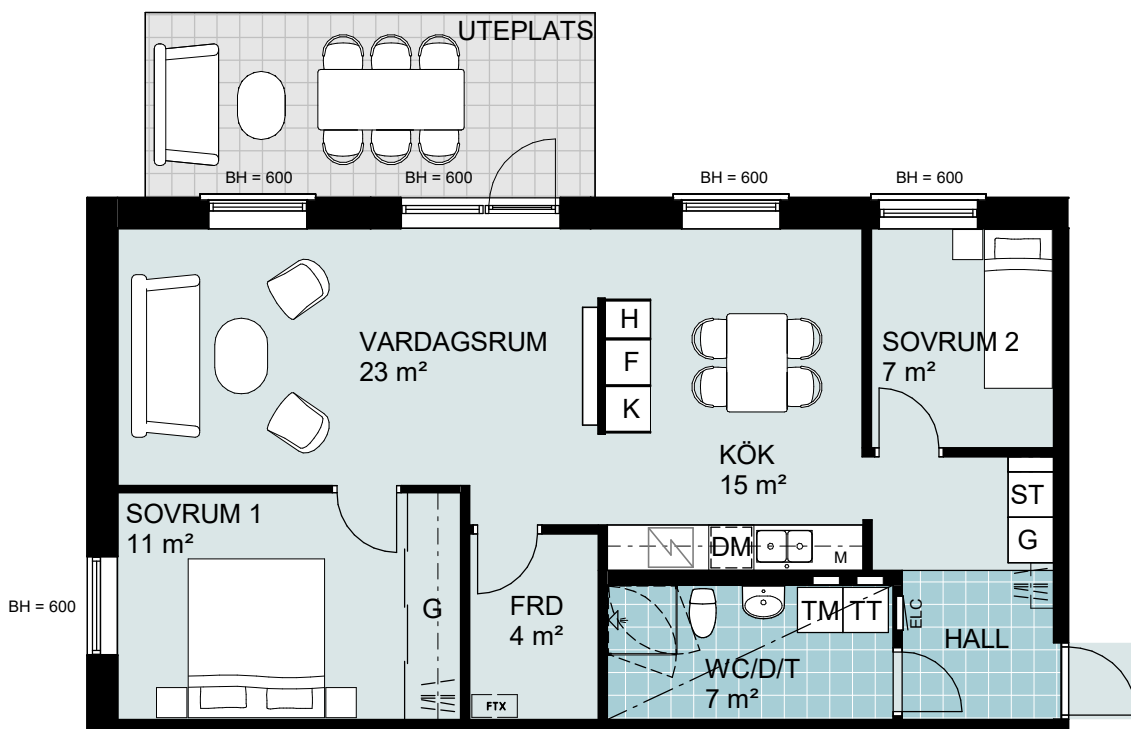 UTEPLATS
BH = 600
BH = 600
BH = 600
BH = 600
VARDAGSRUM
23 m²
H
F
K
SOVRUM 2
7 m²
KÖK
15 m²
ST
G
SOVRUM 1
11 m²
DM
M
BH = 600
G
FRD
4 m²
TM
TT
ELC
HALL
WC/D/T
7 m²
FTX